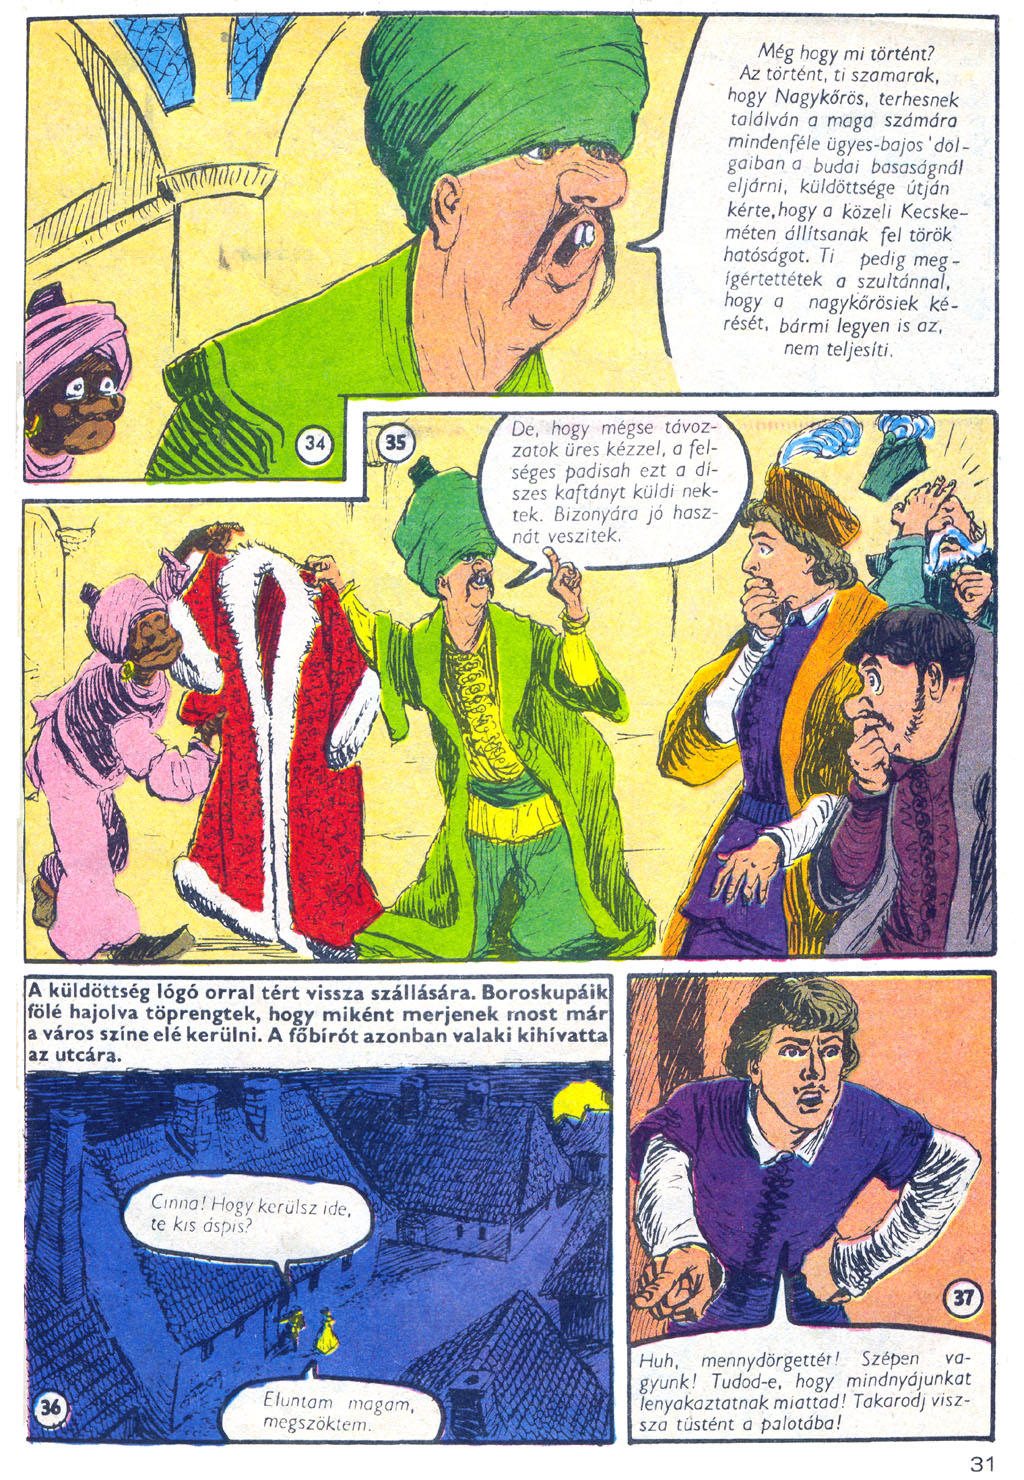 Még hogy mi történt?
Az történt, ti szamarak,
hogy Nagykőrös, terhesnek
találván a maga számára
mindenféle ügyes-bajos dol-
gaiban a budai basaságnál
eljárni, küldöttsége útján
kérte, hogy a közeli Kecske-
méten állítsanak fel török
hatóságot. Ti pedig meg-
ígértettétek a szultánnal,
hogy a nagykőrösiek ké-
rését, bármi legyen is az,
nem teljesíti.
34
35
De, hogy mégse távoz-
zatok üres kézzel, a fel-
séges padisah ezt a dí-
szes kaftányt küldi nek-
tek. Bizonyára jó hasz-
nát veszitek.
A küldöttség lógó orral tért vissza szállására. Boroskupáik
fölé hajolva töprengtek, hogy miként merjenek most már
a város színe elé kerülni. A főbírót azonban valaki kihívatta
az utcára.
Cinna! Hogy kerülsz ide,
te kis áspis?
Eluntam magam,
megszöktem.
36
37
Huh, mennydörgettét! Szépen va-
gyunk! Tudod-e, hogy mindnyájunkat
lenyakaztatnak miattad! Takarodj visz-
sza tüstént a palotába!
31